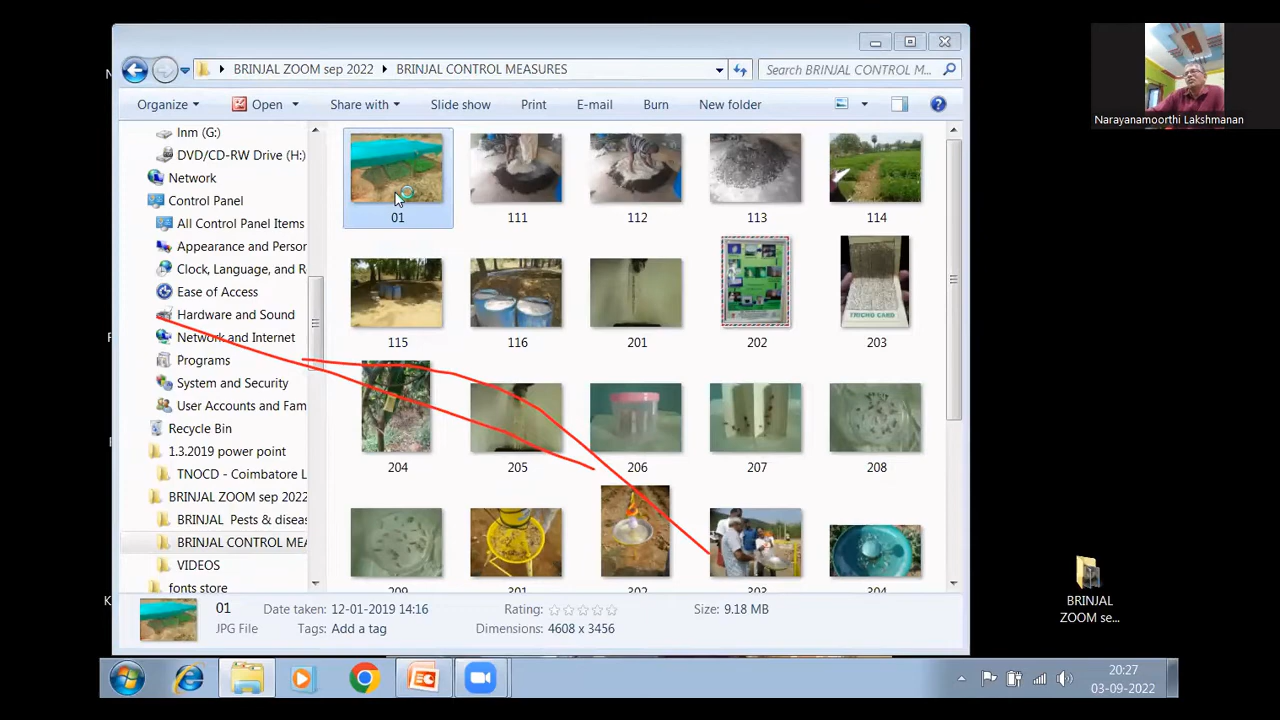 BRINJAL ZOOM sep 2022 BRINJAL CONTROL MEASURES
Search BRINJAL CONTROL M...
Organize Open Share with Slide show Print E-mail Burn New folder
Narayanamoorthi Lakshmanan
Inm (G:)
DVD/CD-RW Drive (H:)
Network
Control Panel
All Control Panel Items
Appearance and Person
Clock, Language, and R
Ease of Access
Hardware and Sound
Network and Internet
Programs
System and Security
User Accounts and Fam
Recycle Bin
1.3.2019 power point
TNOCD - Coimbatore L
BRINJAL ZOOM sep 2022
BRINJAL Pests & diseas
BRINJAL CONTROL MEA
VIDEOS
fonts store
01 111 112 113 114
TRICHO CARD
115 116 201 202 203
204 205 206 207 208
209 301 302 303 304
01 Date taken: 12-01-2019 14:16 Rating: Size: 9.18 MB
JPG File Tags: Add a tag Dimensions: 4608 x 3456
BRINJAL
ZOOM se...
20:27
03-09-2022